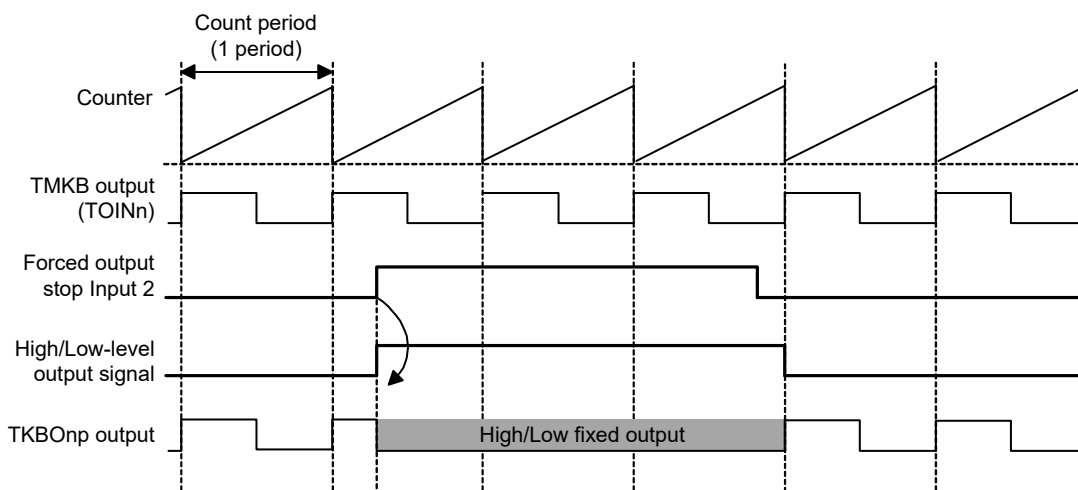 Count period
(1 period)
Counter
TMKB output
(TOINn)
Forced output
stop Input 2
High/Low-level
output signal
TKBOnp output
High/Low fixed output